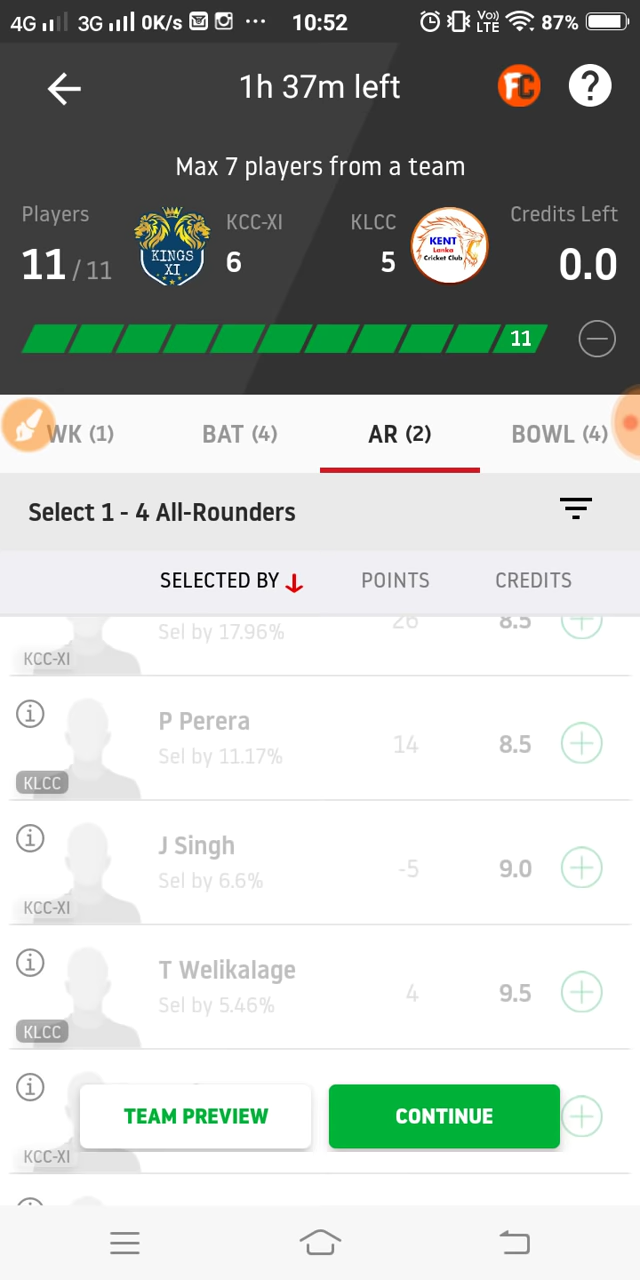 4G 3G 0K/s ... 10:52 Vo) LTE 87%
1h 37m left FC ?
Max 7 players from a team
Players KCC-XI KLCC Credits Left
11 / 11 KINGS XI 6 5 KENT Lanka Cricket Club 0.0
11
WK (1) BAT (4) AR (2) BOWL (4)
Select 1 - 4 All-Rounders
SELECTED BY POINTS CREDITS
Sel by 17.96% 26 8.5
KCC-XI
P Perera
Sel by 11.17% 14 8.5
KLCC
J Singh
Sel by 6.6% -5 9.0
KCC-XI
T Welikalage
Sel by 5.46% 4 9.5
KLCC
TEAM PREVIEW CONTINUE
KCC-XI